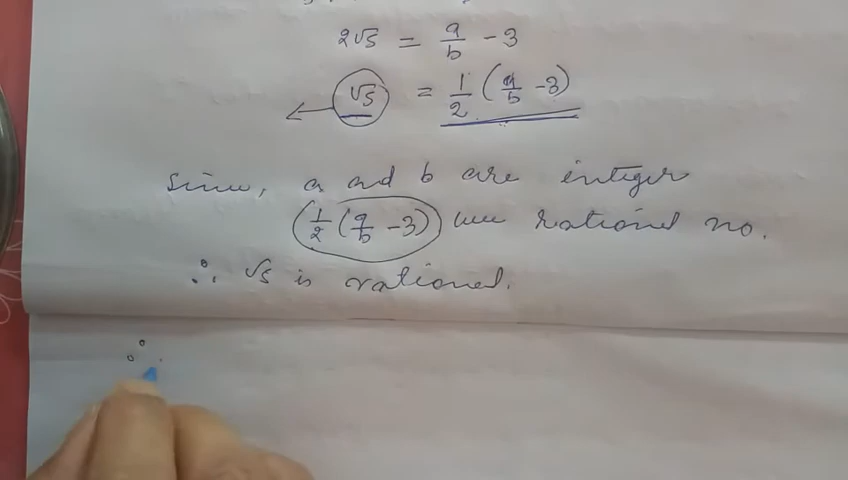 2√5 = a/b - 3
√5 = 1/2 (a/b - 3)
Since, a and b are integer
(1/2 (a/b - 3)) are rational no.
∴ √5 is rational.
∴